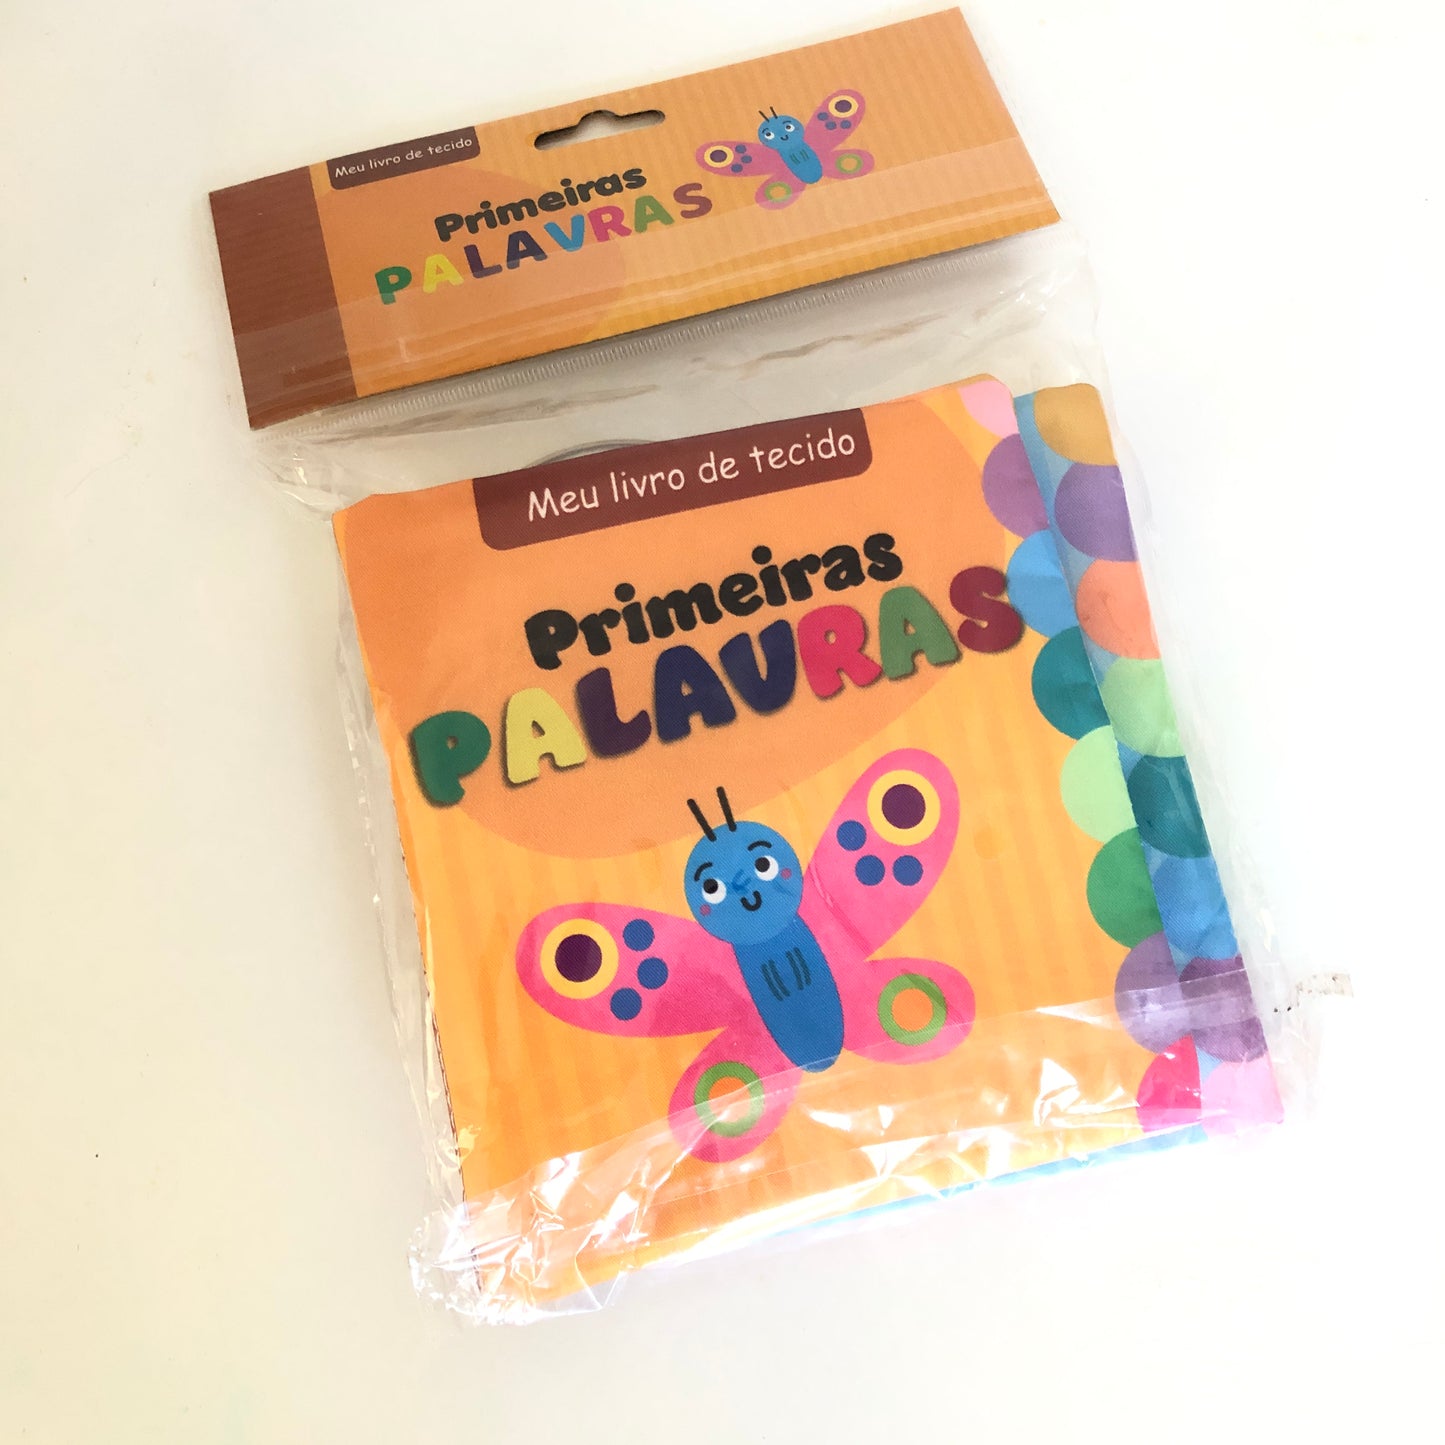 Meu livro de tecido
Primeiras
PALAVRAS
Meu livro de tecido
Primeiras
PALAVRAS